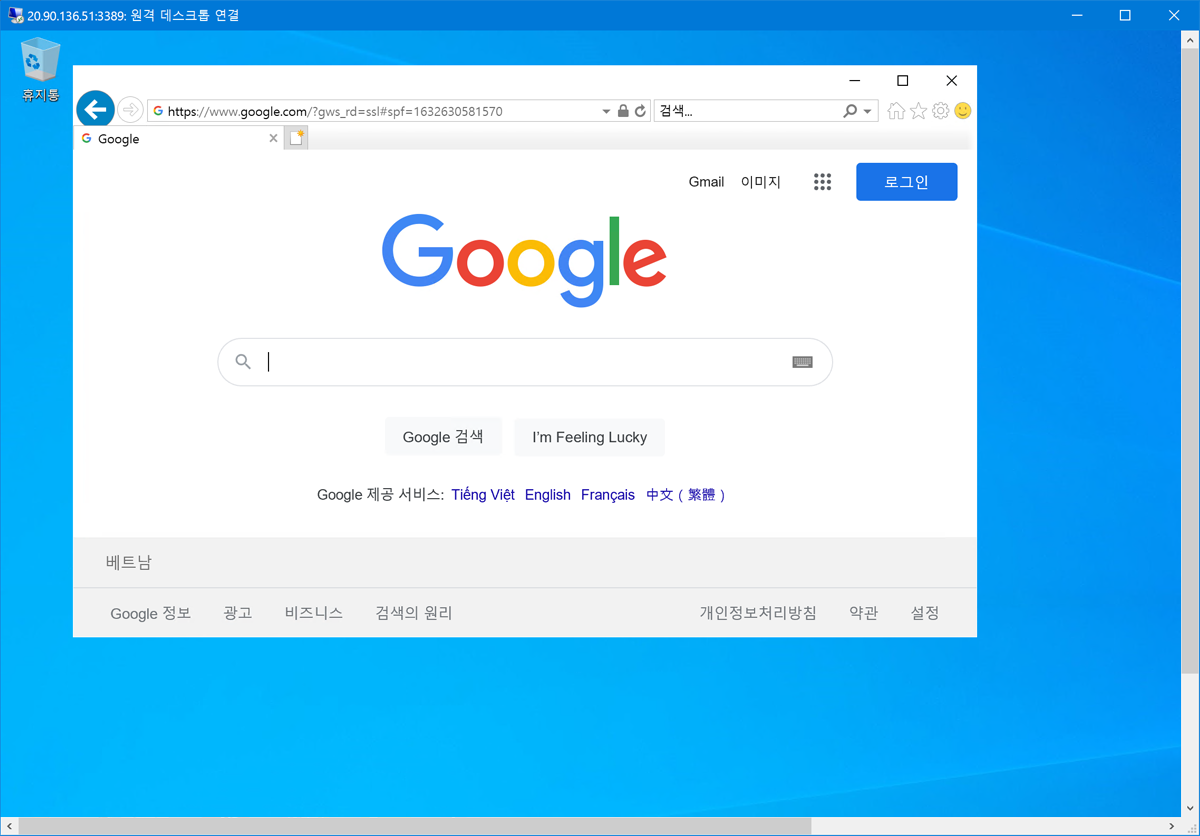 20.90.136.51:3389: 원격 데스크톱 연결
휴지통
https://www.google.com/?gws_rd=ssl#spf=1632630581570
검색...
Google
Gmail 이미지 로그인
Google
Google 검색 I'm Feeling Lucky
Google 제공 서비스: Tiếng Việt English Français 中文 ( 繁體 )
베트남
Google 정보 광고 비즈니스 검색의 원리 개인정보처리방침 약관 설정